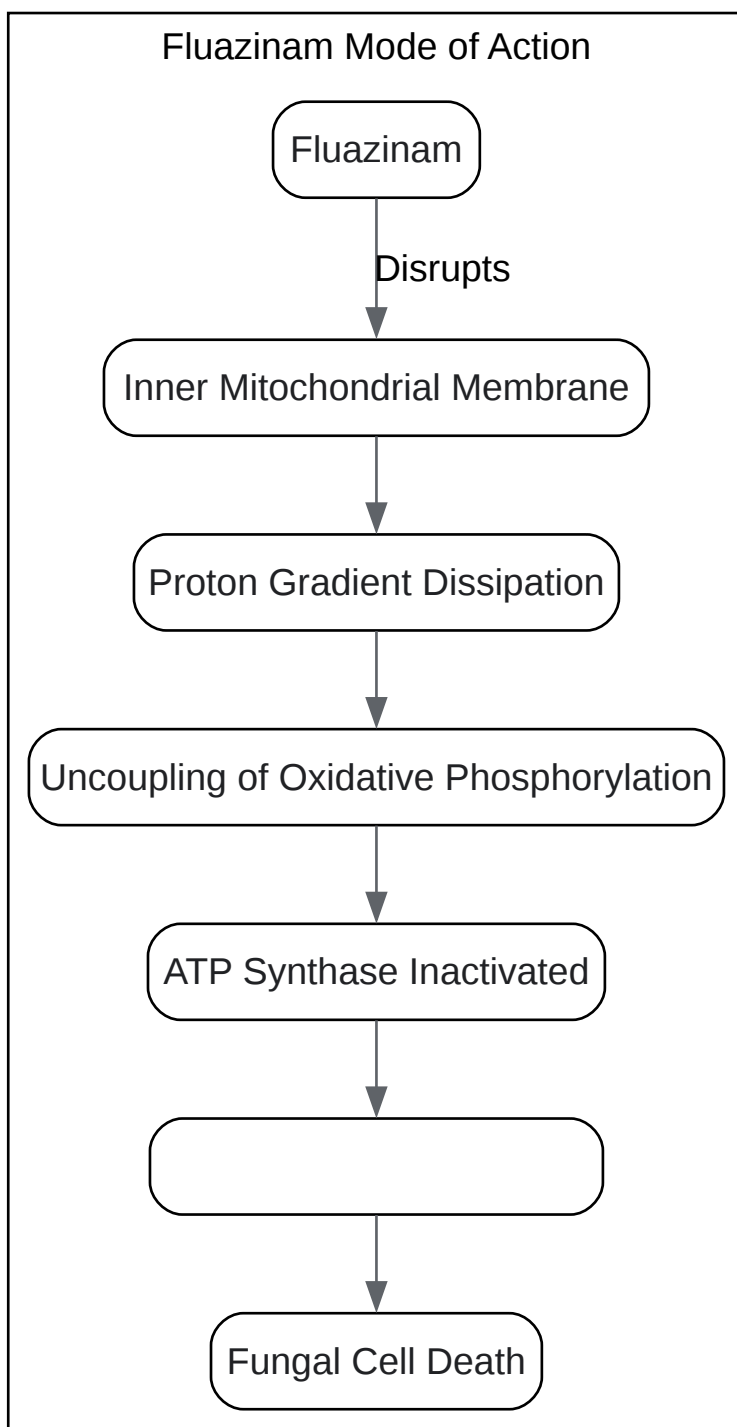 Fluazinam Mode of Action
Fluazinam
Disrupts
Inner Mitochondrial Membrane
Proton Gradient Dissipation
Uncoupling of Oxidative Phosphorylation
ATP Synthase Inactivated
Fungal Cell Death